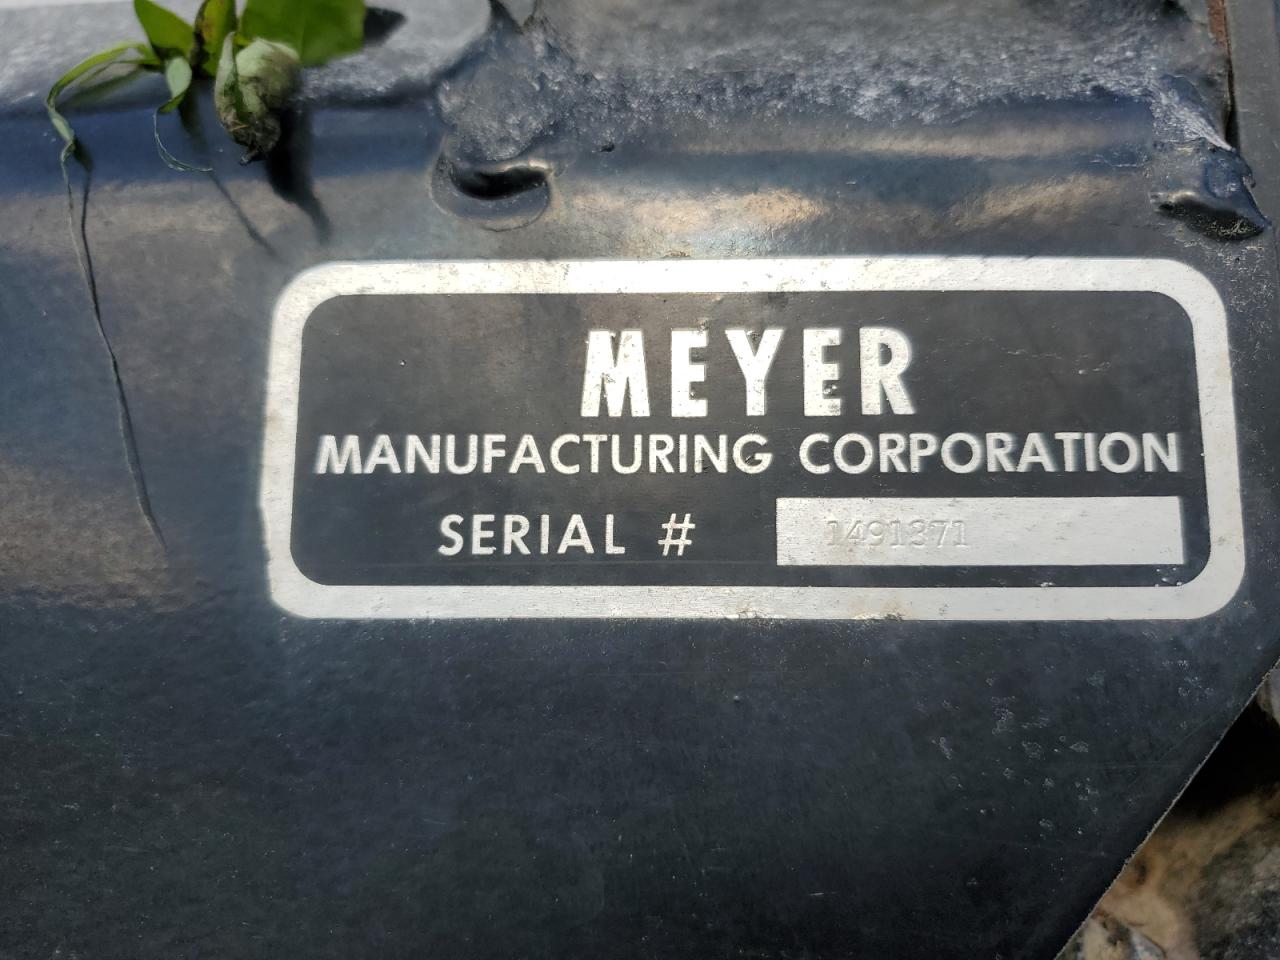 MEYER
MANUFACTURING CORPORATION
SERIAL # 1491371